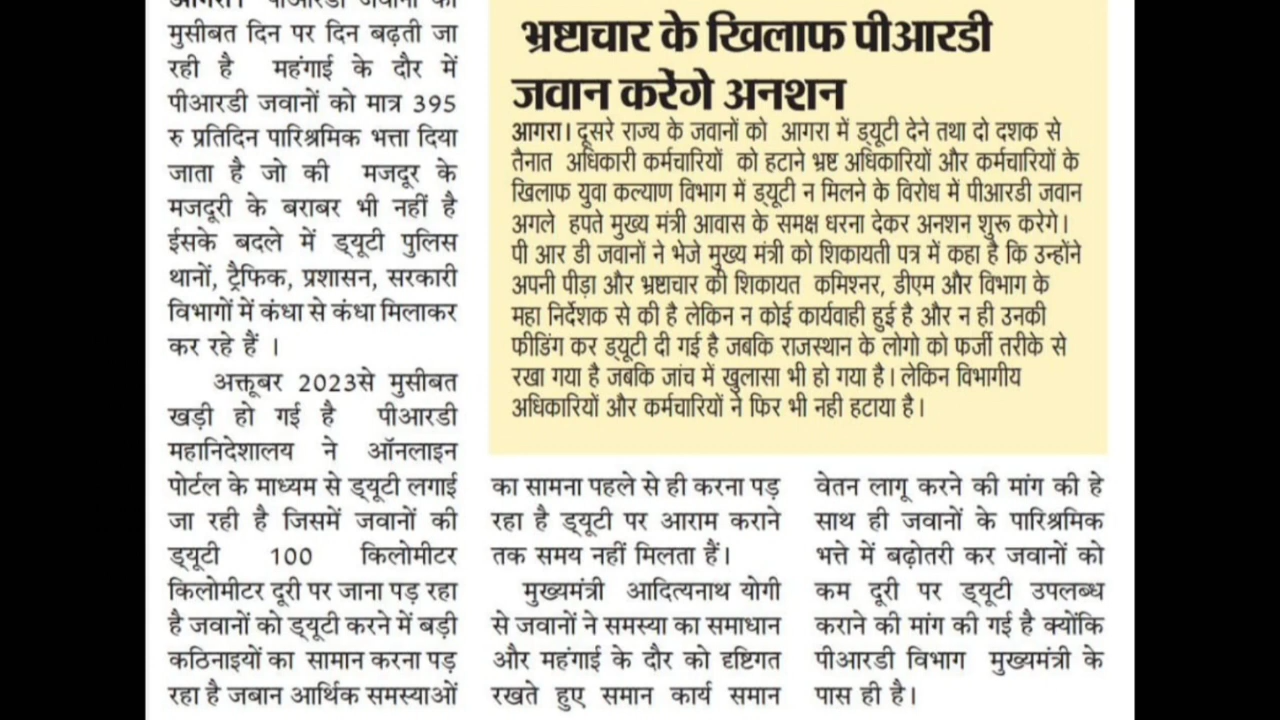 आगरा। पीआरडी जवानों की
मुसीबत दिन पर दिन बढ़ती जा
रही है महंगाई के दौर में
पीआरडी जवानों को मात्र 395
रु प्रतिदिन पारिश्रमिक भत्ता दिया
जाता है जो की मजदूर के
मजदूरी के बराबर भी नहीं है
ईसके बदले में ड्यूटी पुलिस
थानों, ट्रैफिक, प्रशासन, सरकारी
विभागों में कंधा से कंधा मिलाकर
कर रहे हैं ।
अक्तूबर 2023से मुसीबत
खड़ी हो गई है पीआरडी
महानिदेशालय ने ऑनलाइन
पोर्टल के माध्यम से ड्यूटी लगाई
जा रही है जिसमें जवानों की
ड्यूटी 100 किलोमीटर
किलोमीटर दूरी पर जाना पड़ रहा
है जवानों को ड्यूटी करने में बड़ी
कठिनाइयों का सामान करना पड़
रहा है जबान आर्थिक समस्याओं
भ्रष्टाचार के खिलाफ पीआरडी
जवान करेंगे अनशन
आगरा। दूसरे राज्य के जवानों को आगरा में ड्यूटी देने तथा दो दशक से
तैनात अधिकारी कर्मचारियों को हटाने भ्रष्ट अधिकारियों और कर्मचारियों के
खिलाफ युवा कल्याण विभाग में ड्यूटी न मिलने के विरोध में पीआरडी जवान
अगले हपते मुख्य मंत्री आवास के समक्ष धरना देकर अनशन शुरू करेगे।
पी आर डी जवानों ने भेजे मुख्य मंत्री को शिकायती पत्र में कहा है कि उन्होंने
अपनी पीड़ा और भ्रष्टाचार की शिकायत कमिश्नर, डीएम और विभाग के
महा निर्देशक से की है लेकिन न कोई कार्यवाही हुई है और न ही उनकी
फीडिंग कर ड्यूटी दी गई है जबकि राजस्थान के लोगो को फर्जी तरीके से
रखा गया है जबकि जांच में खुलासा भी हो गया है। लेकिन विभागीय
अधिकारियों और कर्मचारियों ने फिर भी नही हटाया है।
का सामना पहले से ही करना पड़
रहा है ड्यूटी पर आराम कराने
तक समय नहीं मिलता हैं।
मुख्यमंत्री आदित्यनाथ योगी
से जवानों ने समस्या का समाधान
और महंगाई के दौर को दृष्टिगत
रखते हुए समान कार्य समान
वेतन लागू करने की मांग की हे
साथ ही जवानों के पारिश्रमिक
भत्ते में बढ़ोतरी कर जवानों को
कम दूरी पर ड्यूटी उपलब्ध
कराने की मांग की गई है क्योंकि
पीआरडी विभाग मुख्यमंत्री के
पास ही है।